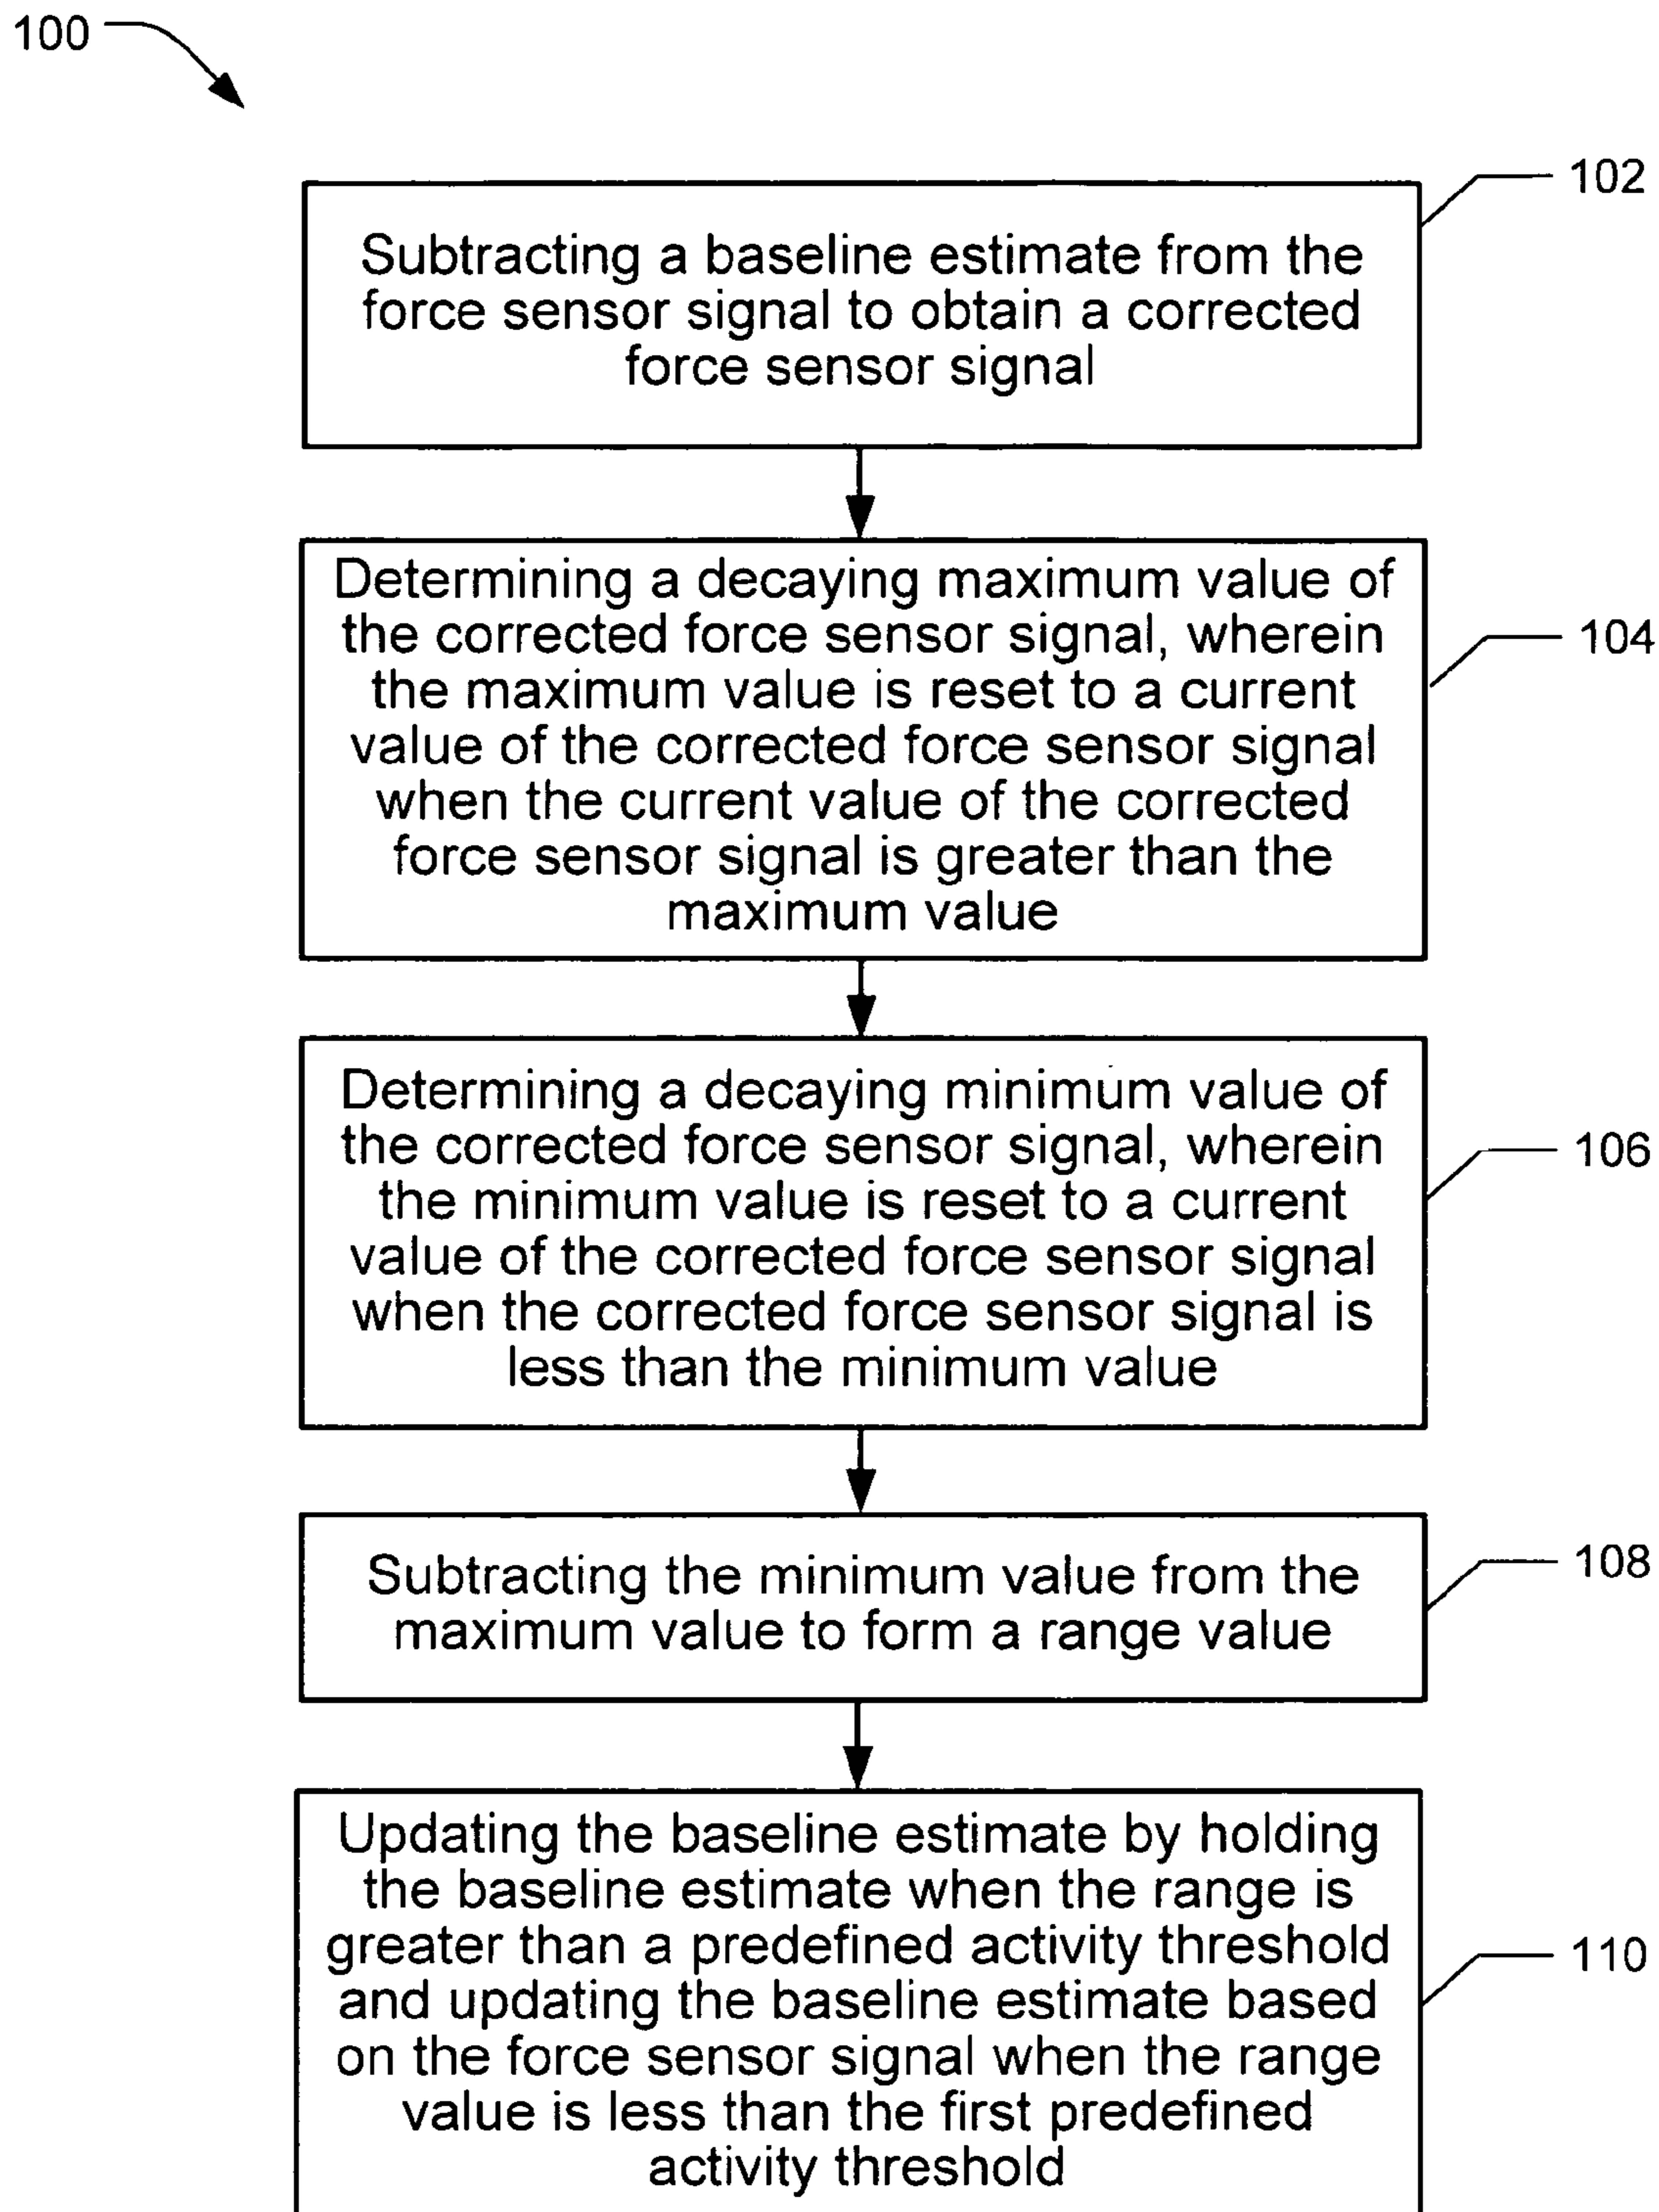 100
102
Subtracting a baseline estimate from the
force sensor signal to obtain a corrected
force sensor signal
104
Determining a decaying maximum value of
the corrected force sensor signal, wherein
the maximum value is reset to a current
value of the corrected force sensor signal
when the current value of the corrected
force sensor signal is greater than the
maximum value
106
Determining a decaying minimum value of
the corrected force sensor signal, wherein
the minimum value is reset to a current
value of the corrected force sensor signal
when the corrected force sensor signal is
less than the minimum value
108
Subtracting the minimum value from the
maximum value to form a range value
110
Updating the baseline estimate by holding
the baseline estimate when the range is
greater than a predefined activity threshold
and updating the baseline estimate based
on the force sensor signal when the range
value is less than the first predefined
activity threshold